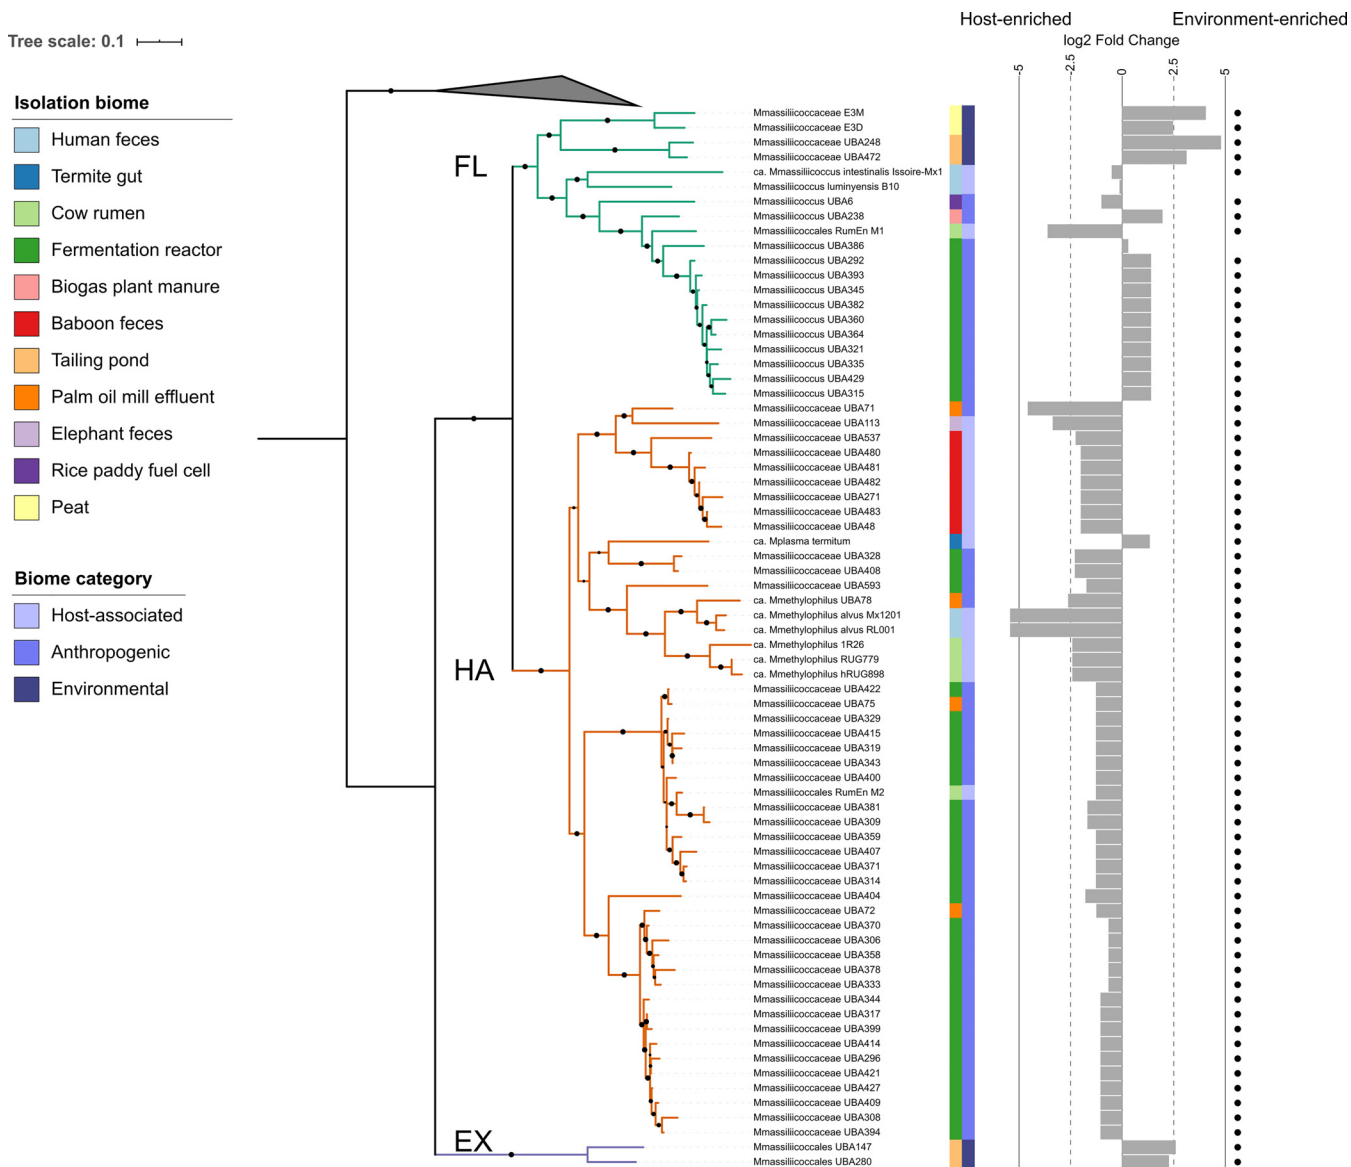 Host-enriched Environment-enriched
log2 Fold Change
-5 -2.5 0 2.5 5
Tree scale: 0.1
Isolation biome
Human feces
Termite gut
Cow rumen
Fermentation reactor
Biogas plant manure
Baboon feces
Tailing pond
Palm oil mill effluent
Elephant feces
Rice paddy fuel cell
Peat
Biome category
Host-associated
Anthropogenic
Environmental
FL
HA
EX
Mmassiliicoccaceae E3M
Mmassiliicoccaceae E3D
Mmassiliicoccaceae UBA248
Mmassiliicoccaceae UBA472
ca. Mmassiliicoccus intestinalis Issoire-Mx1
Mmassiliicoccus luminyensis B10
Mmassiliicoccus UBA6
Mmassiliicoccus UBA238
Mmassiliicoccales RumEn M1
Mmassiliicoccus UBA386
Mmassiliicoccus UBA292
Mmassiliicoccus UBA393
Mmassiliicoccus UBA345
Mmassiliicoccus UBA382
Mmassiliicoccus UBA360
Mmassiliicoccus UBA364
Mmassiliicoccus UBA321
Mmassiliicoccus UBA335
Mmassiliicoccus UBA429
Mmassiliicoccus UBA315
Mmassiliicoccaceae UBA71
Mmassiliicoccaceae UBA113
Mmassiliicoccaceae UBA537
Mmassiliicoccaceae UBA480
Mmassiliicoccaceae UBA481
Mmassiliicoccaceae UBA482
Mmassiliicoccaceae UBA271
Mmassiliicoccaceae UBA483
Mmassiliicoccaceae UBA48
ca. Mplasma termitum
Mmassiliicoccaceae UBA328
Mmassiliicoccaceae UBA408
Mmassiliicoccaceae UBA593
ca. Mmethylophilus UBA78
ca. Mmethylophilus alvus Mx1201
ca. Mmethylophilus alvus RL001
ca. Mmethylophilus 1R26
ca. Mmethylophilus RUG779
ca. Mmethylophilus hRUG898
Mmassiliicoccaceae UBA422
Mmassiliicoccaceae UBA75
Mmassiliicoccaceae UBA329
Mmassiliicoccaceae UBA415
Mmassiliicoccaceae UBA319
Mmassiliicoccaceae UBA343
Mmassiliicoccaceae UBA400
Mmassiliicoccales RumEn M2
Mmassiliicoccaceae UBA381
Mmassiliicoccaceae UBA309
Mmassiliicoccaceae UBA359
Mmassiliicoccaceae UBA407
Mmassiliicoccaceae UBA371
Mmassiliicoccaceae UBA314
Mmassiliicoccaceae UBA404
Mmassiliicoccaceae UBA72
Mmassiliicoccaceae UBA370
Mmassiliicoccaceae UBA306
Mmassiliicoccaceae UBA358
Mmassiliicoccaceae UBA378
Mmassiliicoccaceae UBA333
Mmassiliicoccaceae UBA344
Mmassiliicoccaceae UBA317
Mmassiliicoccaceae UBA399
Mmassiliicoccaceae UBA414
Mmassiliicoccaceae UBA296
Mmassiliicoccaceae UBA421
Mmassiliicoccaceae UBA427
Mmassiliicoccaceae UBA409
Mmassiliicoccaceae UBA308
Mmassiliicoccaceae UBA394
Mmassiliicoccales UBA147
Mmassiliicoccales UBA280